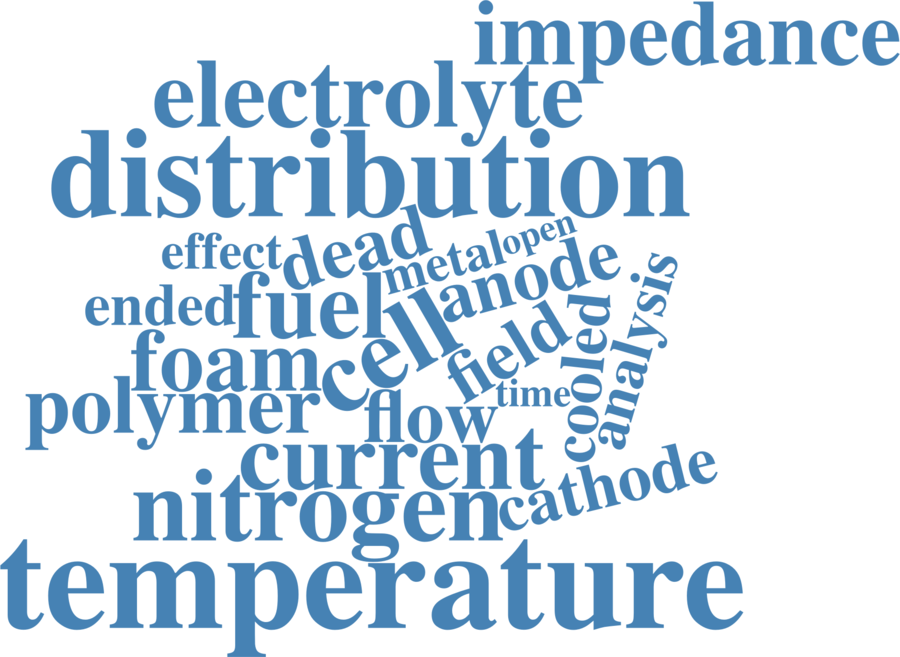 impedance
electrolyte
distribution
effect
dead
metal
open
ended
fuel
cell
anode
analysis
foam
field
cooled
polymer
flow
time
current
nitrogen
cathode
temperature